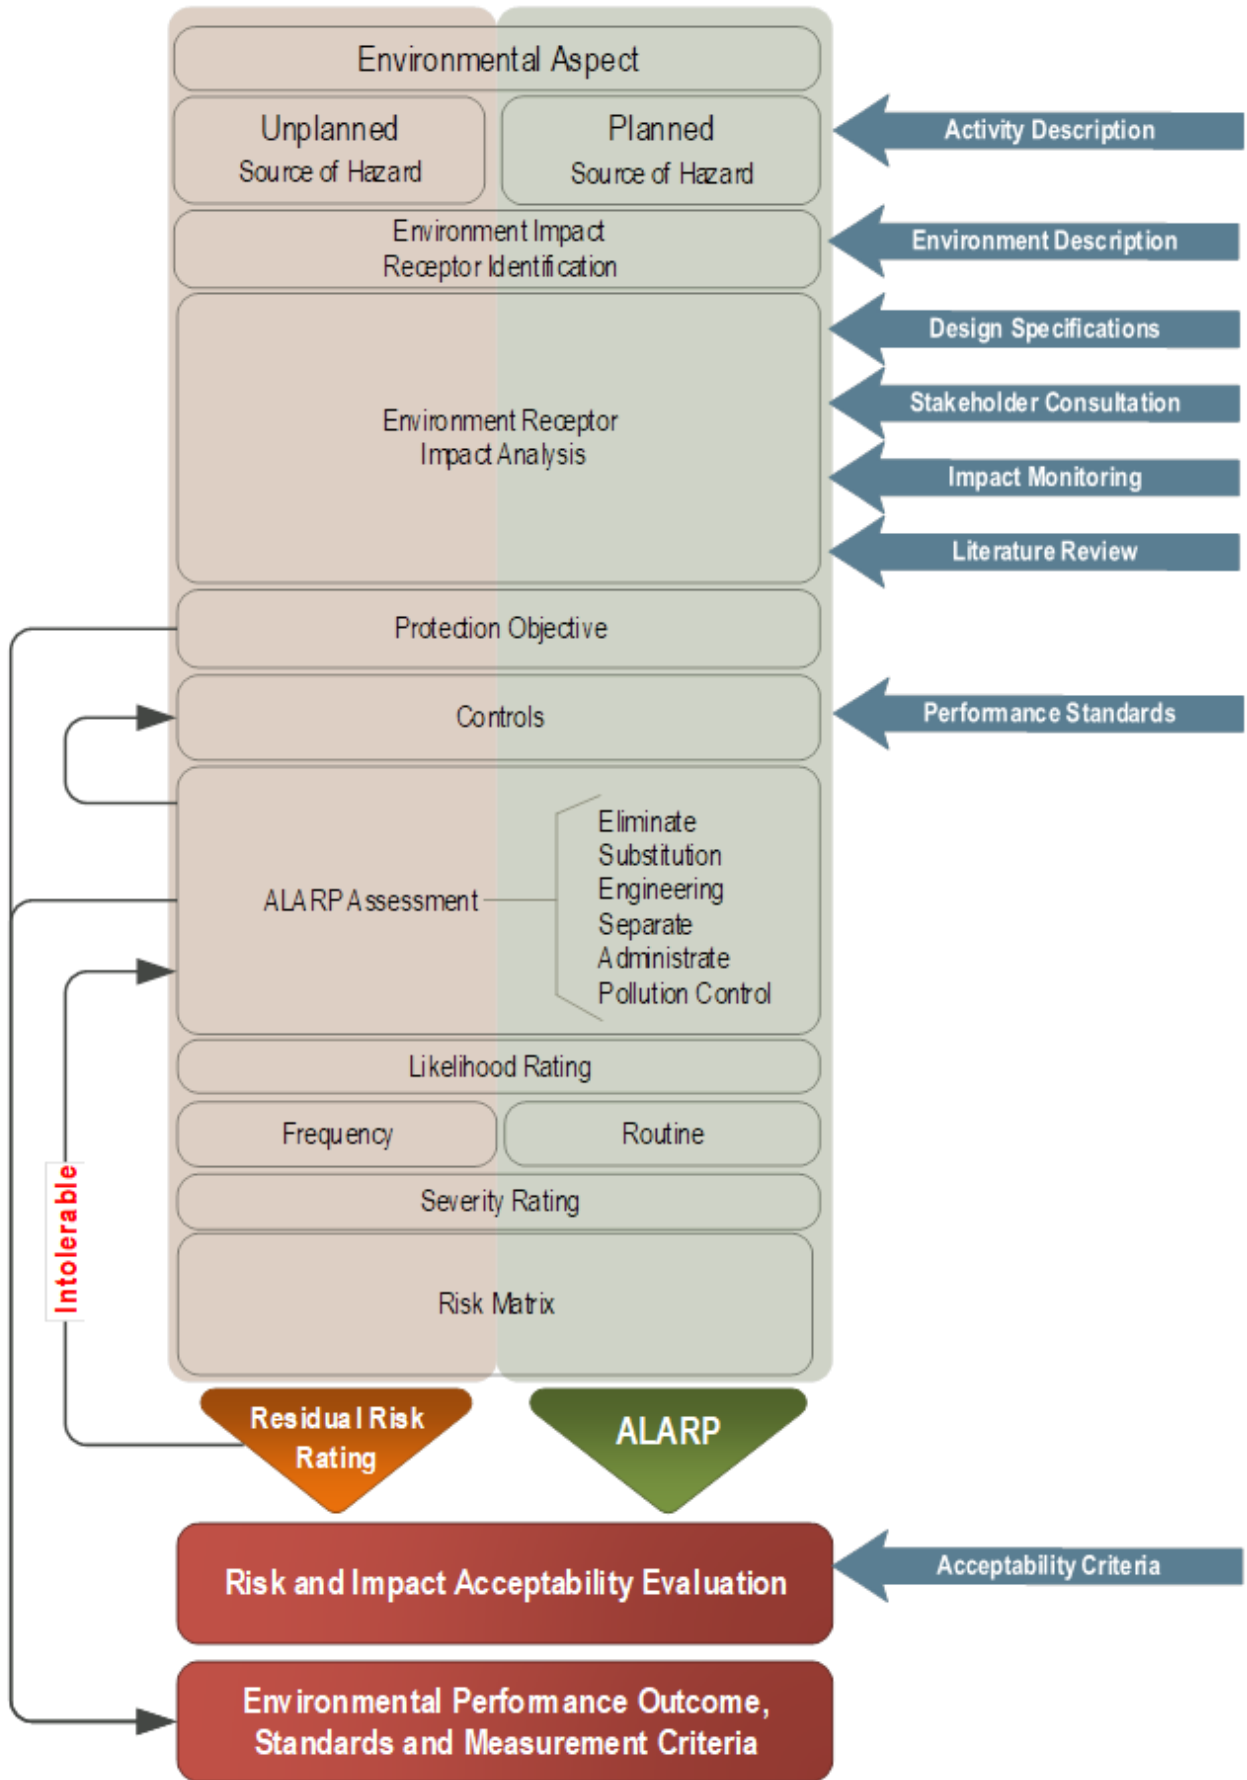 Environmental Aspect
Unplanned
Source of Hazard
Planned
Source of Hazard
Activity Description
Environment Impact
Receptor Identification
Environment Description
Design Specifications
Stakeholder Consultation
Environment Receptor
Impact Analysis
Impact Monitoring
Literature Review
Protection Objective
Controls
Performance Standards
ALARP Assessment
Eliminate
Substitution
Engineering
Separate
Administrate
Pollution Control
Likelihood Rating
Frequency
Routine
Severity Rating
Intolerable
Risk Matrix
Residual Risk
Rating
ALARP
Risk and Impact Acceptability Evaluation
Acceptability Criteria
Environmental Performance Outcome,
Standards and Measurement Criteria